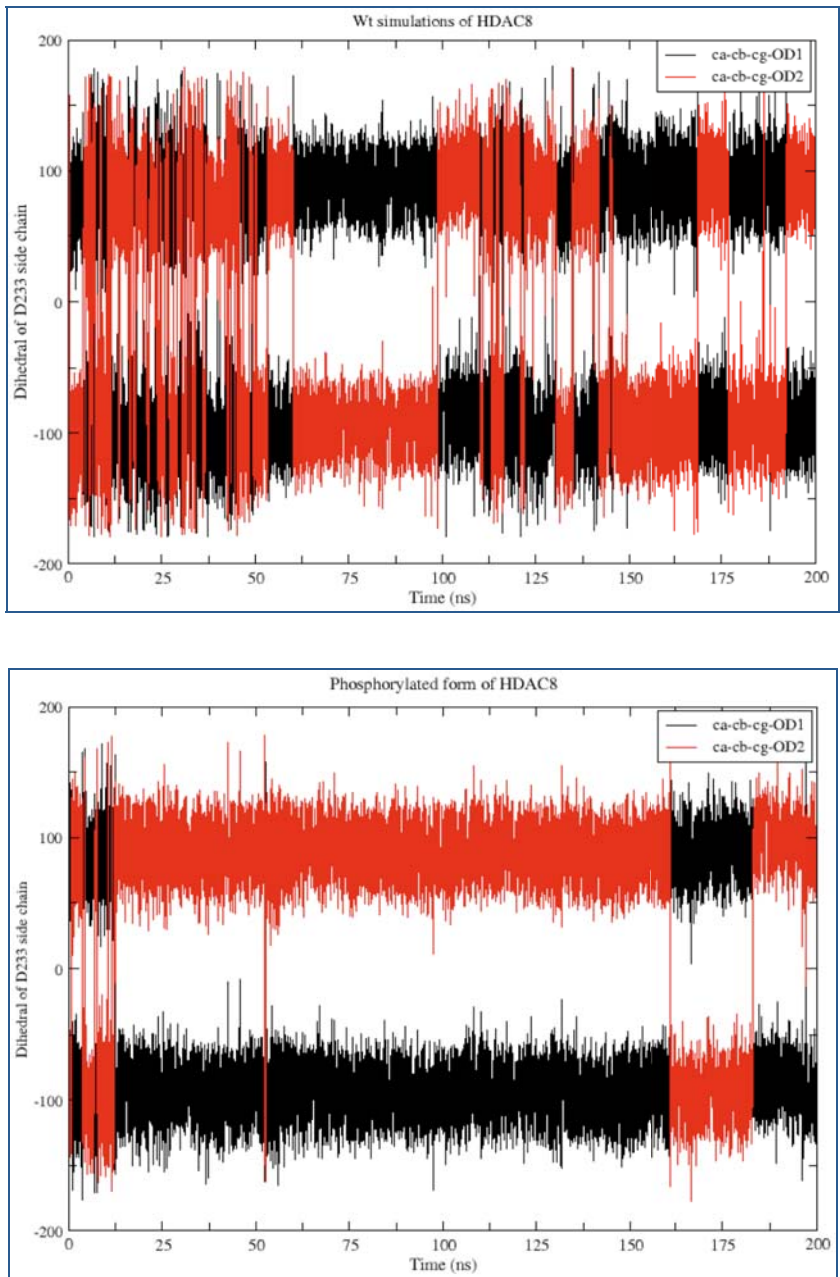 Wt simulations of HDAC8
ca-cb-cg-OD1
ca-cb-cg-OD2
Dihedral of D233 side chain
200
100
0
-100
-200
0 25 50 75 100 125 150 175 200
Time (ns)
Phosphorylated form of HDAC8
ca-cb-cg-OD1
ca-cb-cg-OD2
Dihedral of D233 side chain
200
100
0
-100
-200
0 25 50 75 100 125 150 175 200
Time (ns)